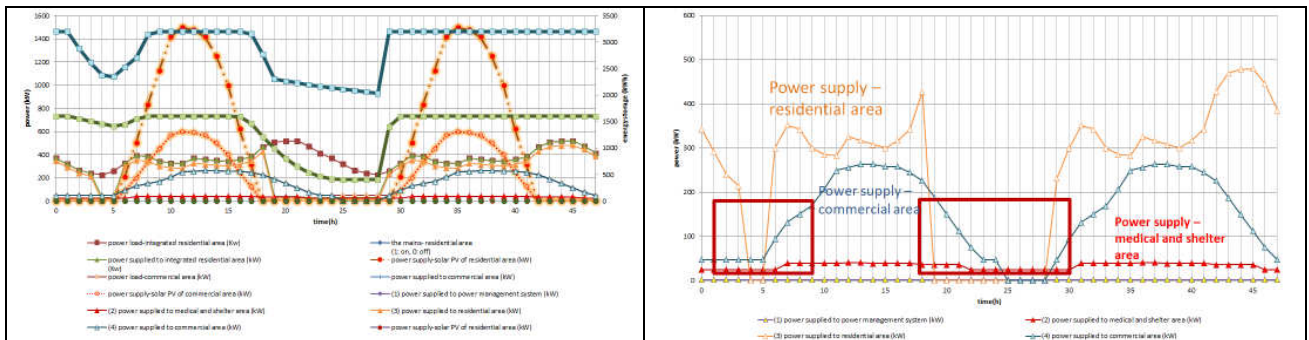 1600
1400
1200
1000
800
600
400
200
0
power (kW)
3500
3000
2500
2000
1500
1000
500
0
energy storage (kWh)
0 5 10 15 20 25 30 35 40 45
time(h)
power load-integrated residential area (Kw)
the mains-residential area
(1: on, 0: off)
power supplied to integrated residential area (kW)
(Kw)
power supply-solar PV of residential area (kW)
power load-commercial area (kW)
power supplied to commercial area (kW)
power supply-solar PV of commercial area (kW)
(1) power supplied to power management system (kW)
(2) power supplied to medical and shelter area (kW)
(3) power supplied to residential area (kW)
(4) power supplied to commercial area (kW)
power supply-solar PV of residential area (kW)
600
500
400
300
200
100
0
power (kW)
Power supply –
residential area
Power supply –
commercial area
Power supply –
medical and shelter
area
0 5 10 15 20 25 30 35 40 45
time(h)
(1) power supplied to power management system (kW)
(2) power supplied to medical and shelter area (kW)
(3) power supplied to residential area (kW)
(4) power supplied to commercial area (kW)